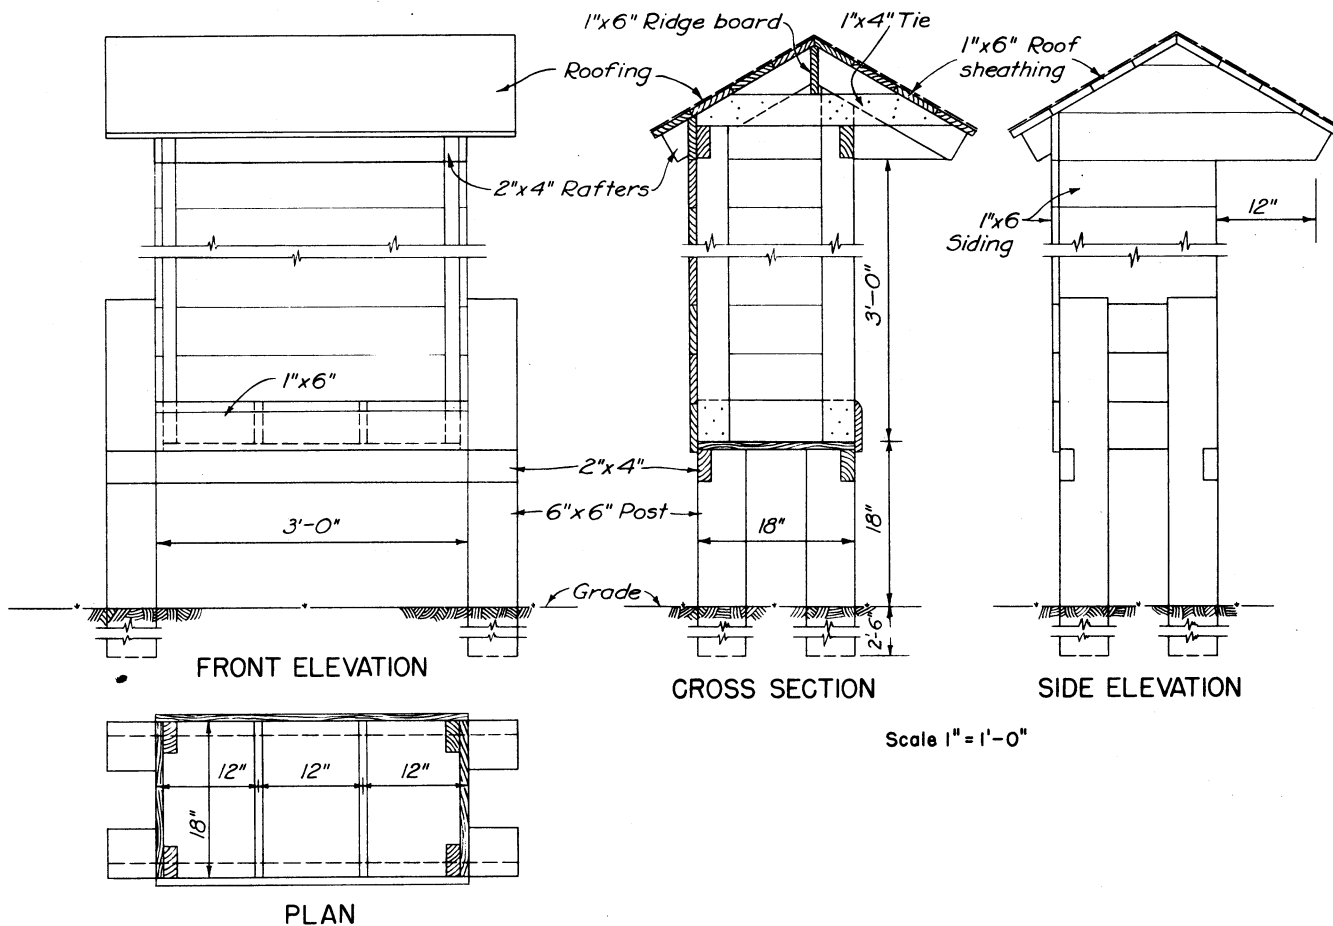 1"x6" Ridge board
1"x4" Tie
Roofing
1"x6" Roof
sheathing
2"x4" Rafters
1"x6
Siding
12"
3'-0"
1"x6"
2"x4"
6"x6" Post
3'-0"
18"
18"
Grade
2'-6"
FRONT ELEVATION
CROSS SECTION
SIDE ELEVATION
Scale 1" = 1'-0"
12"
12"
12"
18"
PLAN